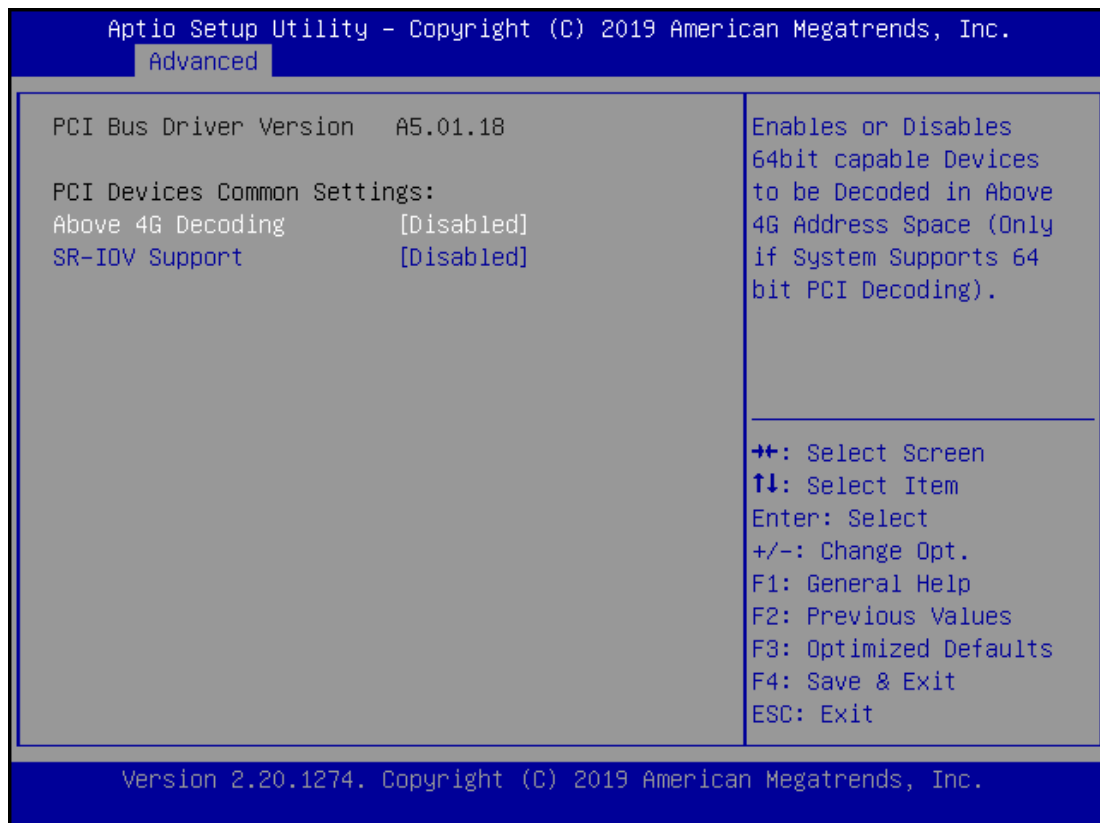 Aptio Setup Utility – Copyright (C) 2019 American Megatrends, Inc.
Advanced
PCI Bus Driver Version A5.01.18
PCI Devices Common Settings:
Above 4G Decoding [Disabled]
SR-IOV Support [Disabled]
Enables or Disables
64bit capable Devices
to be Decoded in Above
4G Address Space (Only
if System Supports 64
bit PCI Decoding).
→←: Select Screen
↑↓: Select Item
Enter: Select
+/-: Change Opt.
F1: General Help
F2: Previous Values
F3: Optimized Defaults
F4: Save & Exit
ESC: Exit
Version 2.20.1274. Copyright (C) 2019 American Megatrends, Inc.